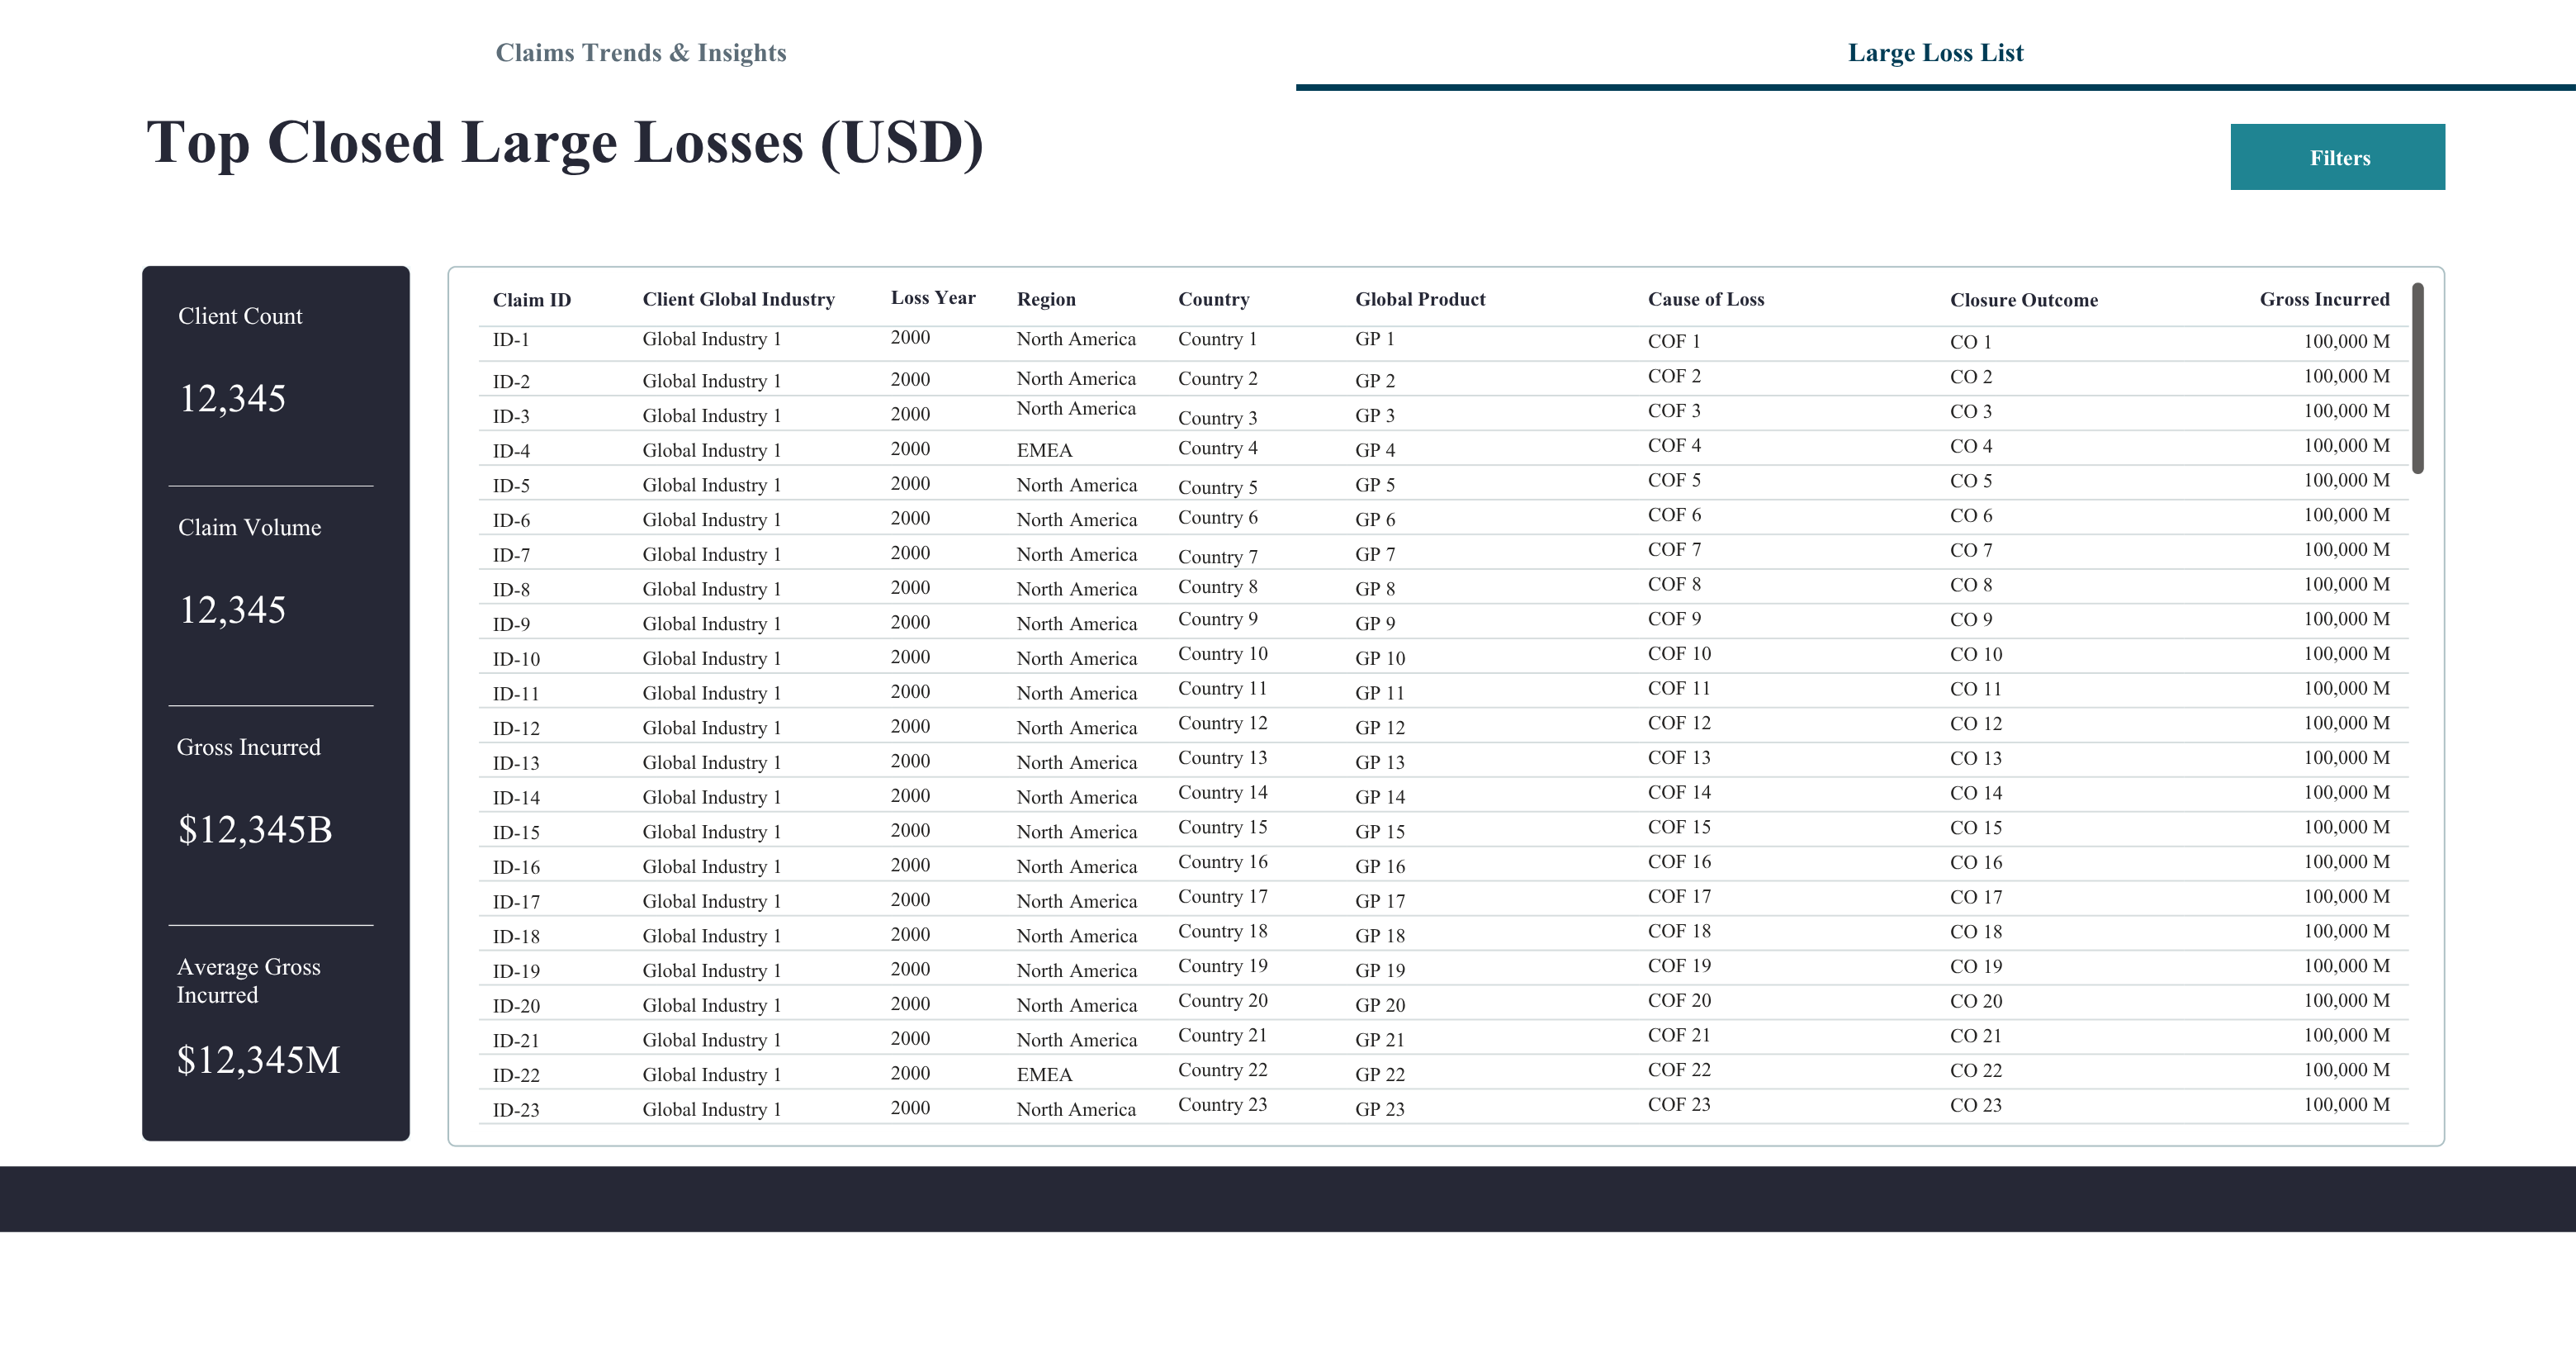 Claims Trends & Insights
Large Loss List
Top Closed Large Losses (USD)
Filters
Client Count
12,345
Claim Volume
12,345
Gross Incurred
$12,345B
Average Gross
Incurred
$12,345M
Claim ID Client Global Industry Loss Year Region Country Global Product Cause of Loss Closure Outcome Gross Incurred
ID-1 Global Industry 1 2000 North America Country 1 GP 1 COF 1 CO 1 100,000 M
ID-2 Global Industry 1 2000 North America Country 2 GP 2 COF 2 CO 2 100,000 M
ID-3 Global Industry 1 2000 North America Country 3 GP 3 COF 3 CO 3 100,000 M
ID-4 Global Industry 1 2000 EMEA Country 4 GP 4 COF 4 CO 4 100,000 M
ID-5 Global Industry 1 2000 North America Country 5 GP 5 COF 5 CO 5 100,000 M
ID-6 Global Industry 1 2000 North America Country 6 GP 6 COF 6 CO 6 100,000 M
ID-7 Global Industry 1 2000 North America Country 7 GP 7 COF 7 CO 7 100,000 M
ID-8 Global Industry 1 2000 North America Country 8 GP 8 COF 8 CO 8 100,000 M
ID-9 Global Industry 1 2000 North America Country 9 GP 9 COF 9 CO 9 100,000 M
ID-10 Global Industry 1 2000 North America Country 10 GP 10 COF 10 CO 10 100,000 M
ID-11 Global Industry 1 2000 North America Country 11 GP 11 COF 11 CO 11 100,000 M
ID-12 Global Industry 1 2000 North America Country 12 GP 12 COF 12 CO 12 100,000 M
ID-13 Global Industry 1 2000 North America Country 13 GP 13 COF 13 CO 13 100,000 M
ID-14 Global Industry 1 2000 North America Country 14 GP 14 COF 14 CO 14 100,000 M
ID-15 Global Industry 1 2000 North America Country 15 GP 15 COF 15 CO 15 100,000 M
ID-16 Global Industry 1 2000 North America Country 16 GP 16 COF 16 CO 16 100,000 M
ID-17 Global Industry 1 2000 North America Country 17 GP 17 COF 17 CO 17 100,000 M
ID-18 Global Industry 1 2000 North America Country 18 GP 18 COF 18 CO 18 100,000 M
ID-19 Global Industry 1 2000 North America Country 19 GP 19 COF 19 CO 19 100,000 M
ID-20 Global Industry 1 2000 North America Country 20 GP 20 COF 20 CO 20 100,000 M
ID-21 Global Industry 1 2000 North America Country 21 GP 21 COF 21 CO 21 100,000 M
ID-22 Global Industry 1 2000 EMEA Country 22 GP 22 COF 22 CO 22 100,000 M
ID-23 Global Industry 1 2000 North America Country 23 GP 23 COF 23 CO 23 100,000 M